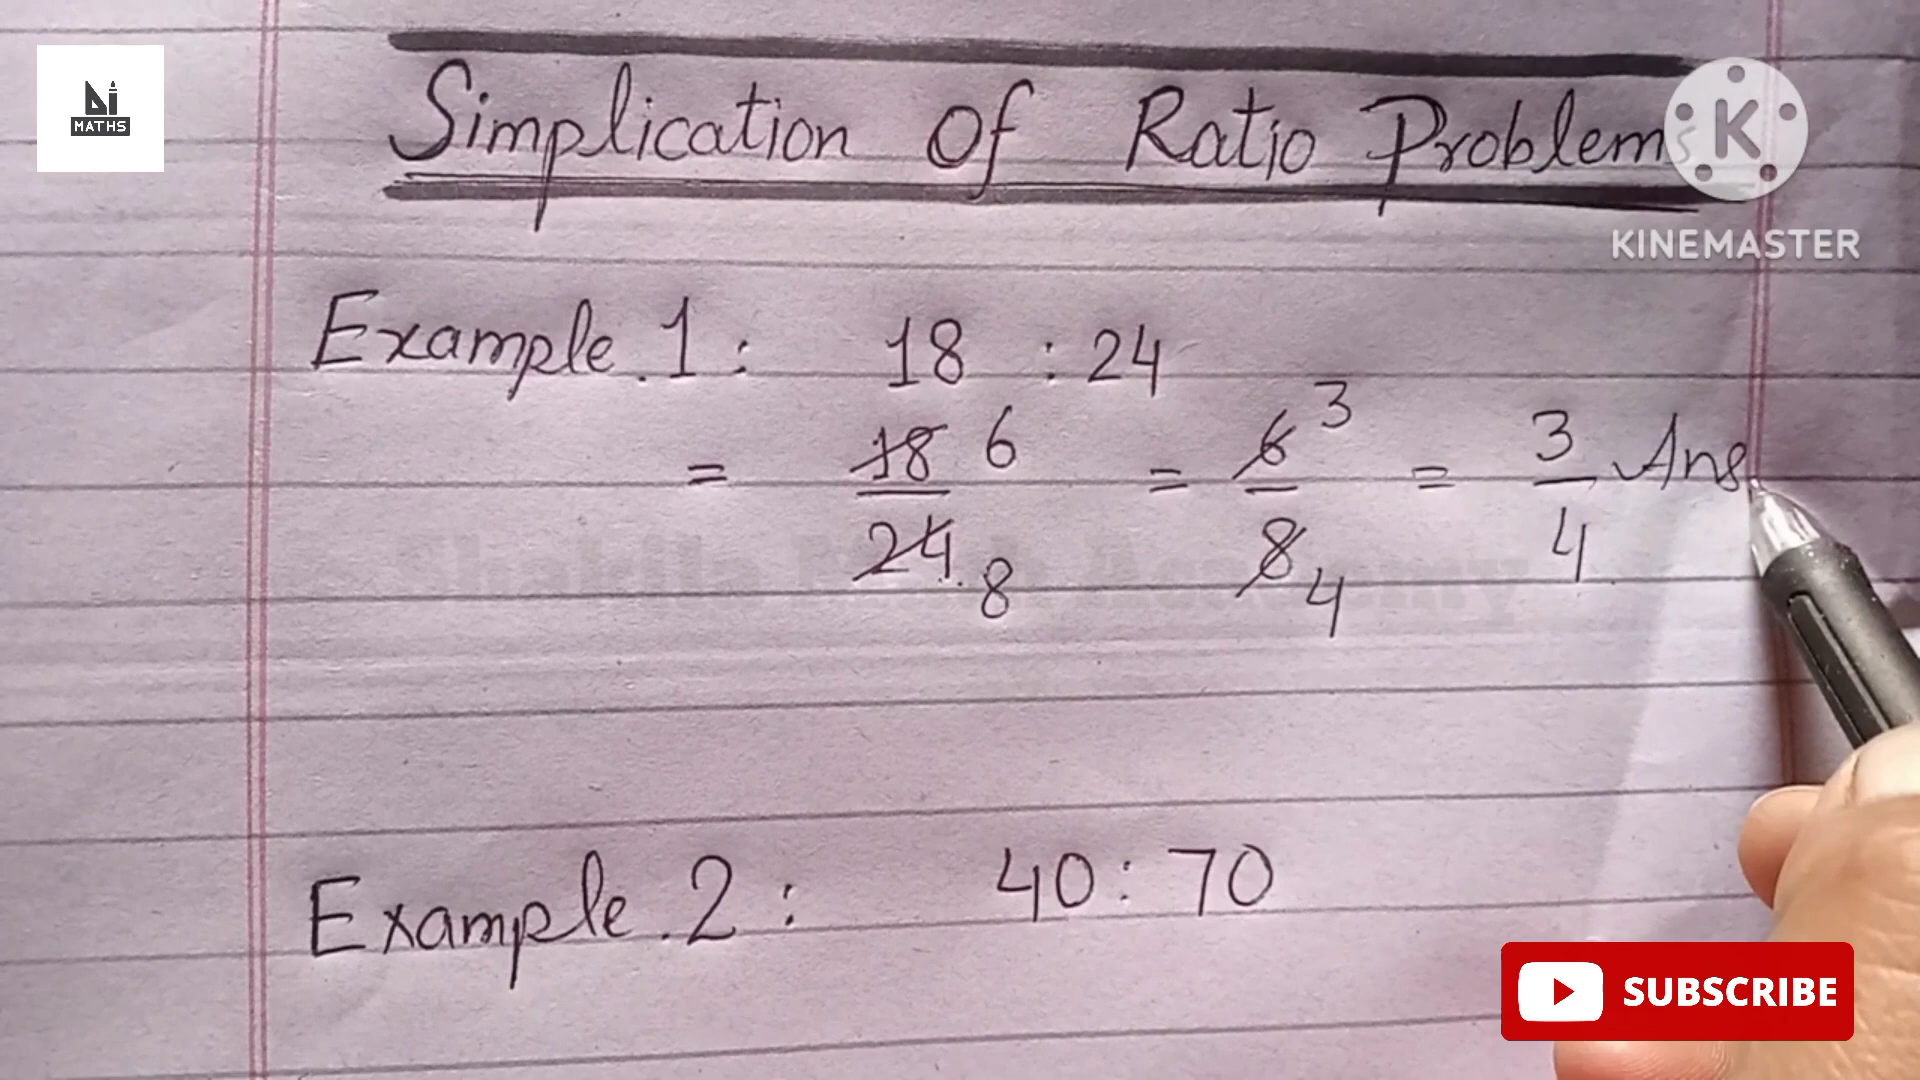 MATHS
Simplication Of Ratio Problems
K
KINEMASTER
Example.1: 18 : 24
= 18/24 6 8 = 6/8 3 4 = 3/4 Ans
Example.2: 40:70
SUBSCRIBE